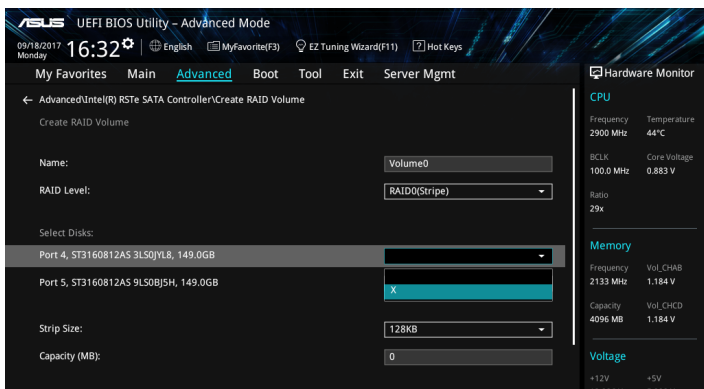 ASUS UEFI BIOS Utility – Advanced Mode
09/18/2017 Monday 16:32 English MyFavorite(F3) EZ Tuning Wizard(F11) ? Hot Keys
My Favorites Main Advanced Boot Tool Exit Server Mgmt
← Advanced\Intel(R) RSTe SATA Controller\Create RAID Volume
Create RAID Volume
Name: Volume0
RAID Level: RAID0(Stripe)
Select Disks:
Port 4, ST3160812AS 3LS0JYL8, 149.0GB
Port 5, ST3160812AS 9LS0BJ5H, 149.0GB
X
Strip Size: 128KB
Capacity (MB): 0
Hardware Monitor
CPU
Frequency Temperature
2900 MHz 44°C
BCLK Core Voltage
100.0 MHz 0.883 V
Ratio
29x
Memory
Frequency Vol_CHAB
2133 MHz 1.184 V
Capacity Vol_CHCD
4096 MB 1.184 V
Voltage
+12V +5V